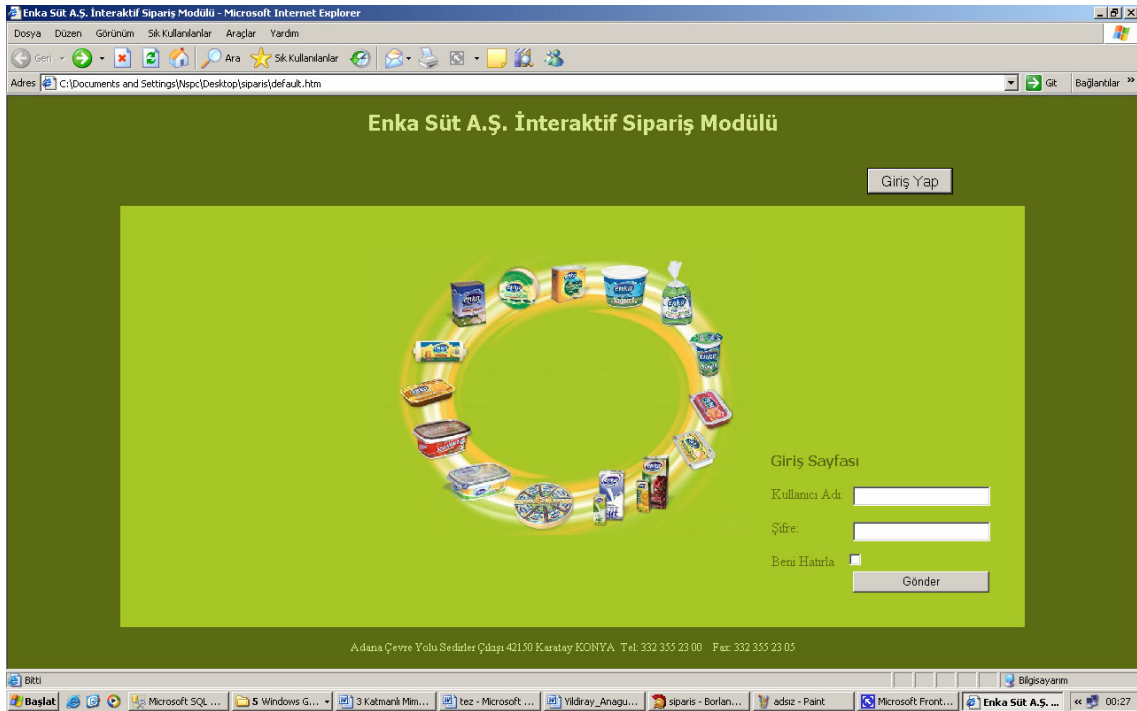 Enka Süt A.Ş. İnteraktif Sipariş Modülü - Microsoft Internet Explorer
Dosya Düzen Görünüm Sık Kullanılanlar Araçlar Yardım
Geri Ara Sık Kullanılanlar
Adres C:\Documents and Settings\Nspc\Desktop\siparis\default.htm Git Bağlantılar »
Enka Süt A.Ş. İnteraktif Sipariş Modülü
Giriş Yap
enka
Giriş Sayfası
Kullanıcı Adı:
Şifre:
Beni Hatırla
Gönder
Adana Çevre Yolu Sedirler Çıkışı 42150 Karatay KONYA Tel: 332 355 23 00 Fax: 332 355 23 05
Bitti Bilgisayarım
Başlat Microsoft SQL ... 5 Windows G... 3 Katmanlı Mim... tez - Microsoft ... Yildiray_Anagu... siparis - Borlan... adsız - Paint Microsoft Front... Enka Süt A.Ş. ... « 00:27